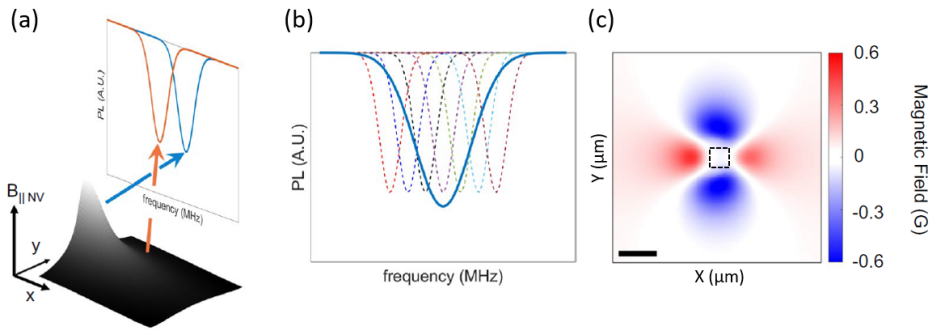 (a)
PL (A.U.)
frequency (MHz)
B|| NV
y
x
(b)
PL (A.U.)
frequency (MHz)
(c)
Y (μm)
X (μm)
0.6
0.3
0
-0.3
-0.6
Magnetic Field (G)